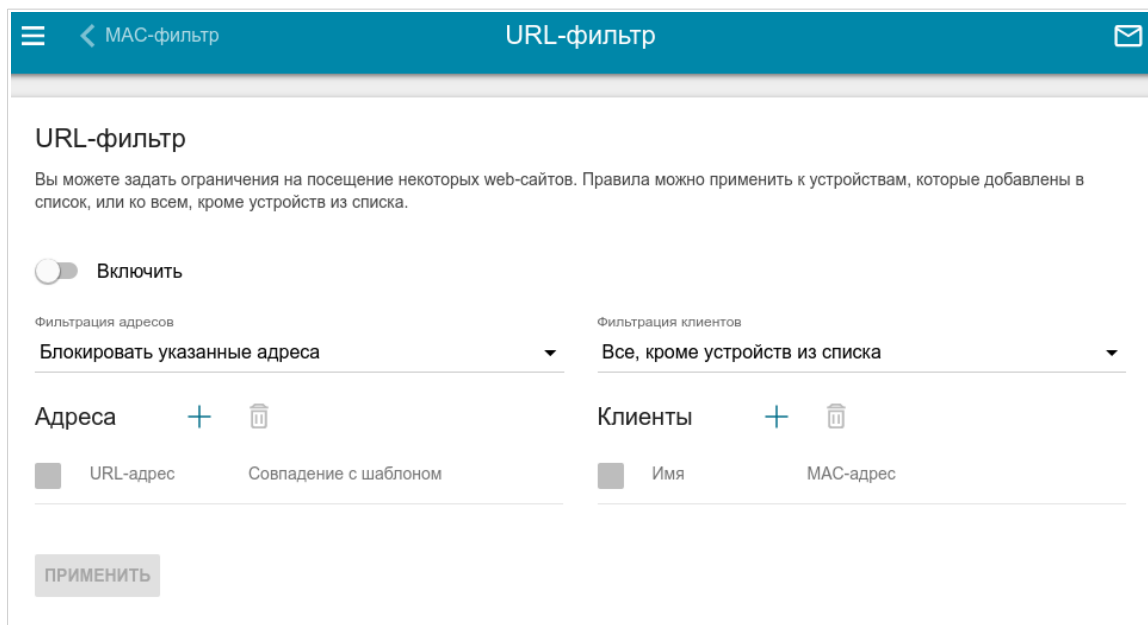 МАС-фильтр
URL-фильтр
URL-фильтр
Вы можете задать ограничения на посещение некоторых web-сайтов. Правила можно применить к устройствам, которые добавлены в
список, или ко всем, кроме устройств из списка.
Включить
Фильтрация адресов
Блокировать указанные адреса
Фильтрация клиентов
Все, кроме устройств из списка
Адреса
Клиенты
URL-адрес Совпадение с шаблоном
Имя МАС-адрес
ПРИМЕНИТЬ